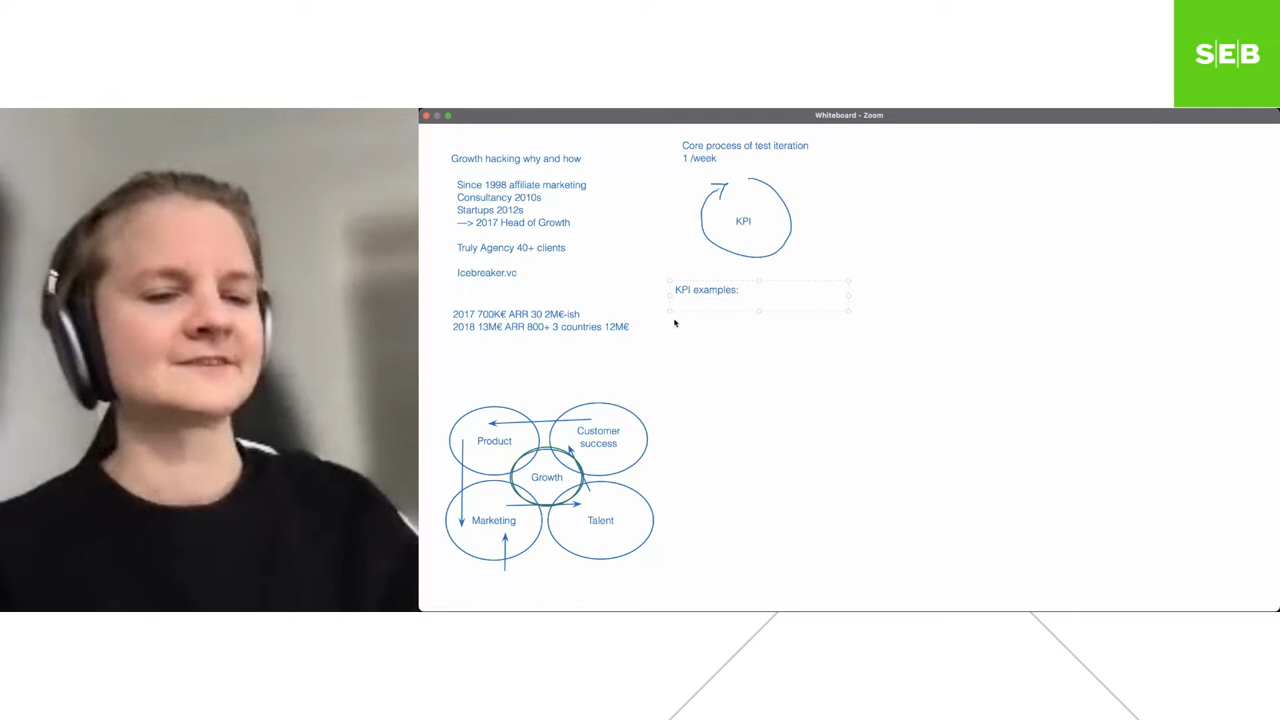 S|E|B
Whiteboard - Zoom
Growth hacking why and how
Since 1998 affiliate marketing
Consultancy 2010s
Startups 2012s
—> 2017 Head of Growth
Truly Agency 40+ clients
Icebreaker.vc
2017 700K€ ARR 30 2M€-ish
2018 13M€ ARR 800+ 3 countries 12M€
Product
Customer
success
Growth
Marketing
Talent
Core process of test iteration
1 /week
KPI
KPI examples: